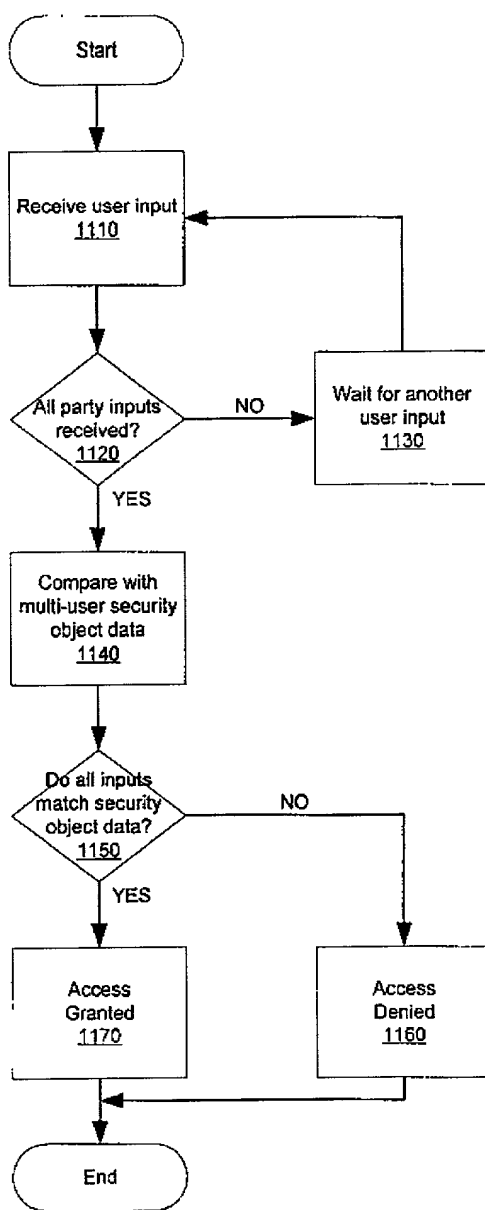 Start
Receive user input
1110
All party inputs
received?
1120
NO
Wait for another
user input
1130
YES
Compare with
multi-user security
object data
1140
Do all inputs
match security
object data?
1150
NO
YES
Access
Granted
1170
Access
Denied
1160
End